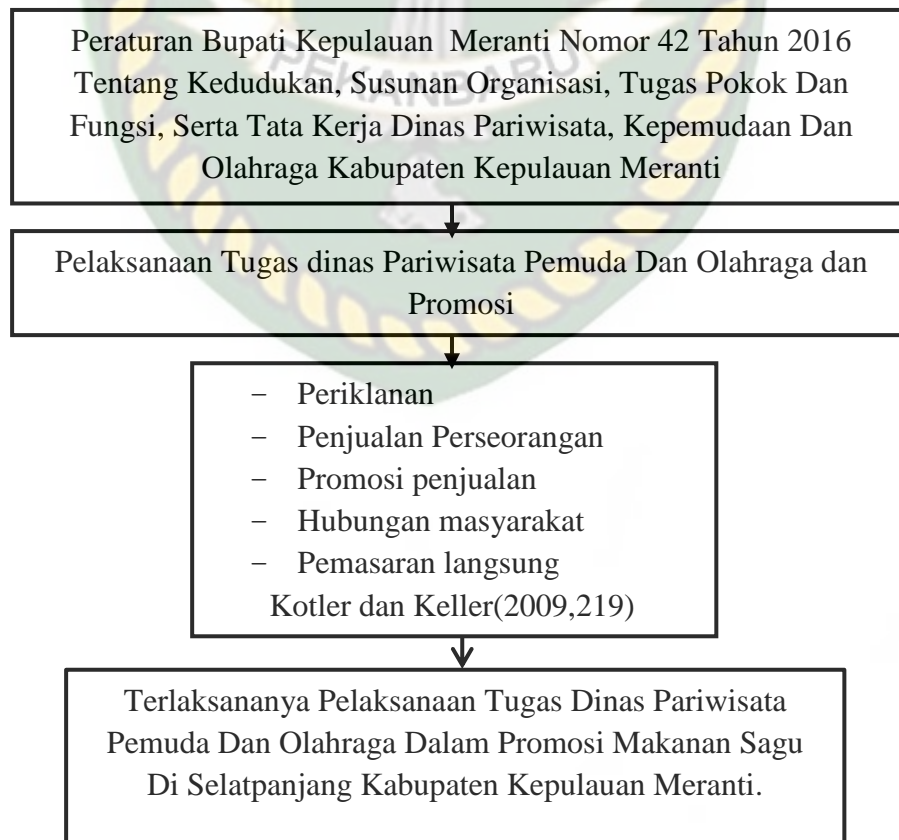 Peraturan Bupati Kepulauan Meranti Nomor 42 Tahun 2016
Tentang Kedudukan, Susunan Organisasi, Tugas Pokok Dan
Fungsi, Serta Tata Kerja Dinas Pariwisata, Kepemudaan Dan
Olahraga Kabupaten Kepulauan Meranti
PEKANBARU
Pelaksanaan Tugas dinas Pariwisata Pemuda Dan Olahraga dan
Promosi
− Periklanan
− Penjualan Perseorangan
− Promosi penjualan
− Hubungan masyarakat
− Pemasaran langsung
Kotler dan Keller(2009,219)
Terlaksananya Pelaksanaan Tugas Dinas Pariwisata
Pemuda Dan Olahraga Dalam Promosi Makanan Sagu
Di Selatpanjang Kabupaten Kepulauan Meranti.